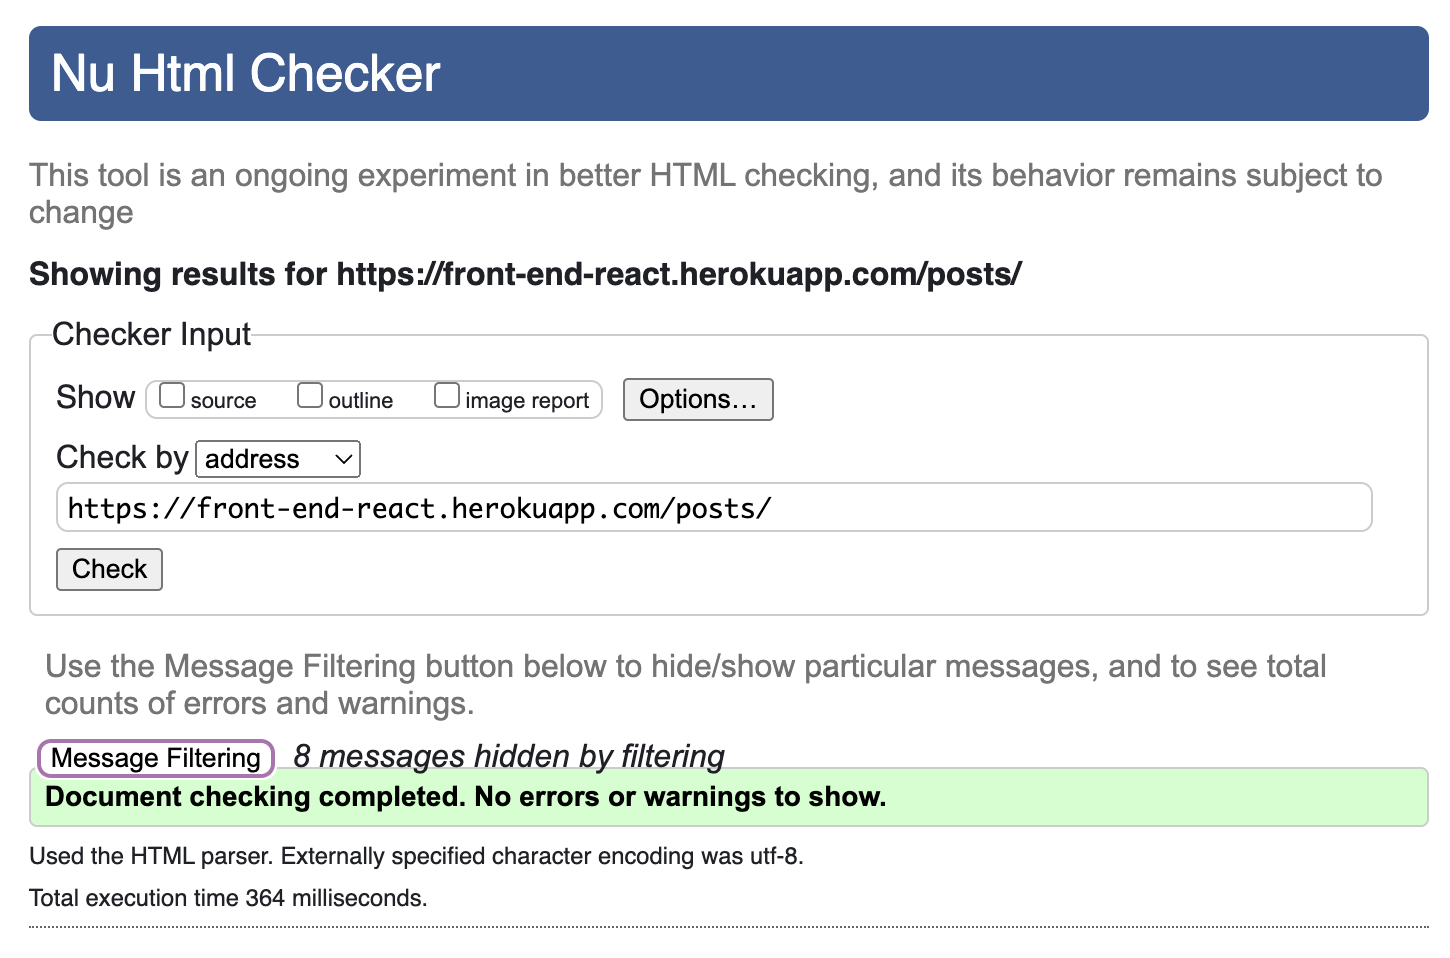 Nu Html Checker
This tool is an ongoing experiment in better HTML checking, and its behavior remains subject to
change
Showing results for https://front-end-react.herokuapp.com/posts/
Checker Input
Show source outline image report Options...
Check by address
https://front-end-react.herokuapp.com/posts/
Check
Use the Message Filtering button below to hide/show particular messages, and to see total
counts of errors and warnings.
Message Filtering 8 messages hidden by filtering
Document checking completed. No errors or warnings to show.
Used the HTML parser. Externally specified character encoding was utf-8.
Total execution time 364 milliseconds.